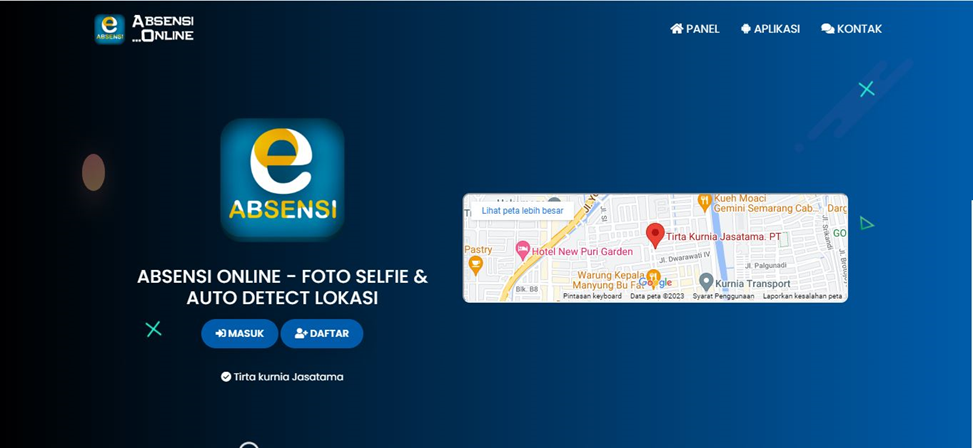 e
ABSENSI
ABSENSI
...ONLINE
PANEL
APLIKASI
KONTAK
e
ABSENSI
ABSENSI ONLINE - FOTO SELFIE &
AUTO DETECT LOKASI
MASUK
DAFTAR
Tirta kurnia Jasatama
Lihat peta lebih besar
Kueh Moaci
Gemini Semarang Cab...
Tirta Kurnia Jasatama. PT
Pastry
Hotel New Puri Garden
Jl. Dwarawati IV
Jl. Palgunadi
Warung Kepala
Manyung Bu Fat
Google
Kurnia Transport
Blk. B8
Pintasan keyboard
Data peta ©2023
Syarat Penggunaan
Laporkan kesalahan peta